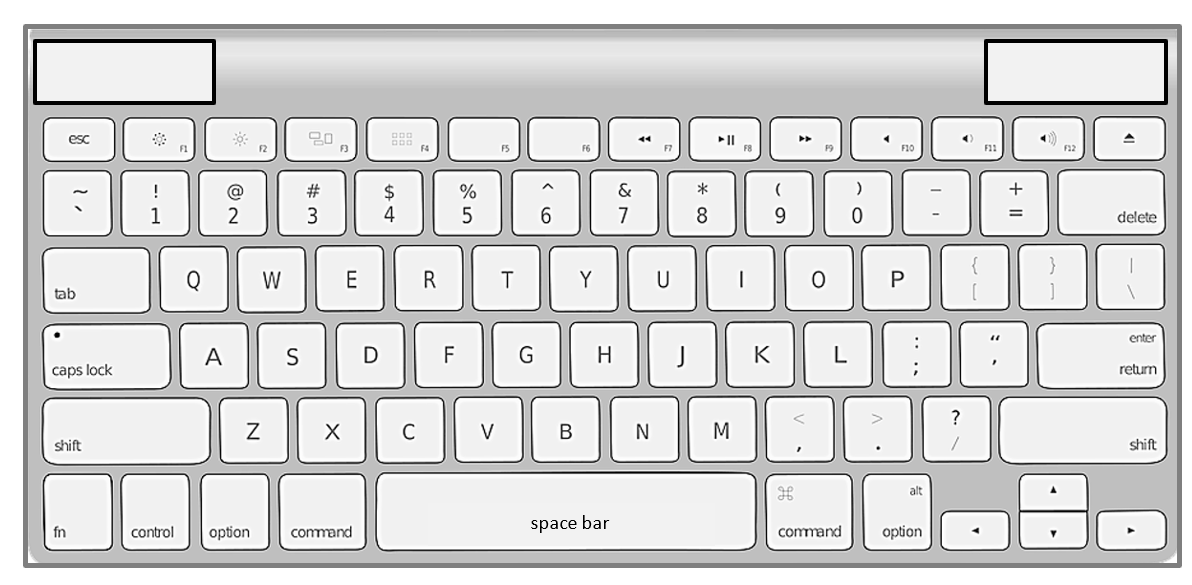 esc F1 F2 F3 F4 F5 F6 F7 F8 F9 F10 F11 F12
~ ! @ # $ % ^ & * ( ) _ +
` 1 2 3 4 5 6 7 8 9 0 - = delete
tab Q W E R T Y U I O P { [ } ] | \
caps lock A S D F G H J K L : ; “ , enter return
shift Z X C V B N M < , > . ? / shift
fn control option command space bar ⌘ command alt option